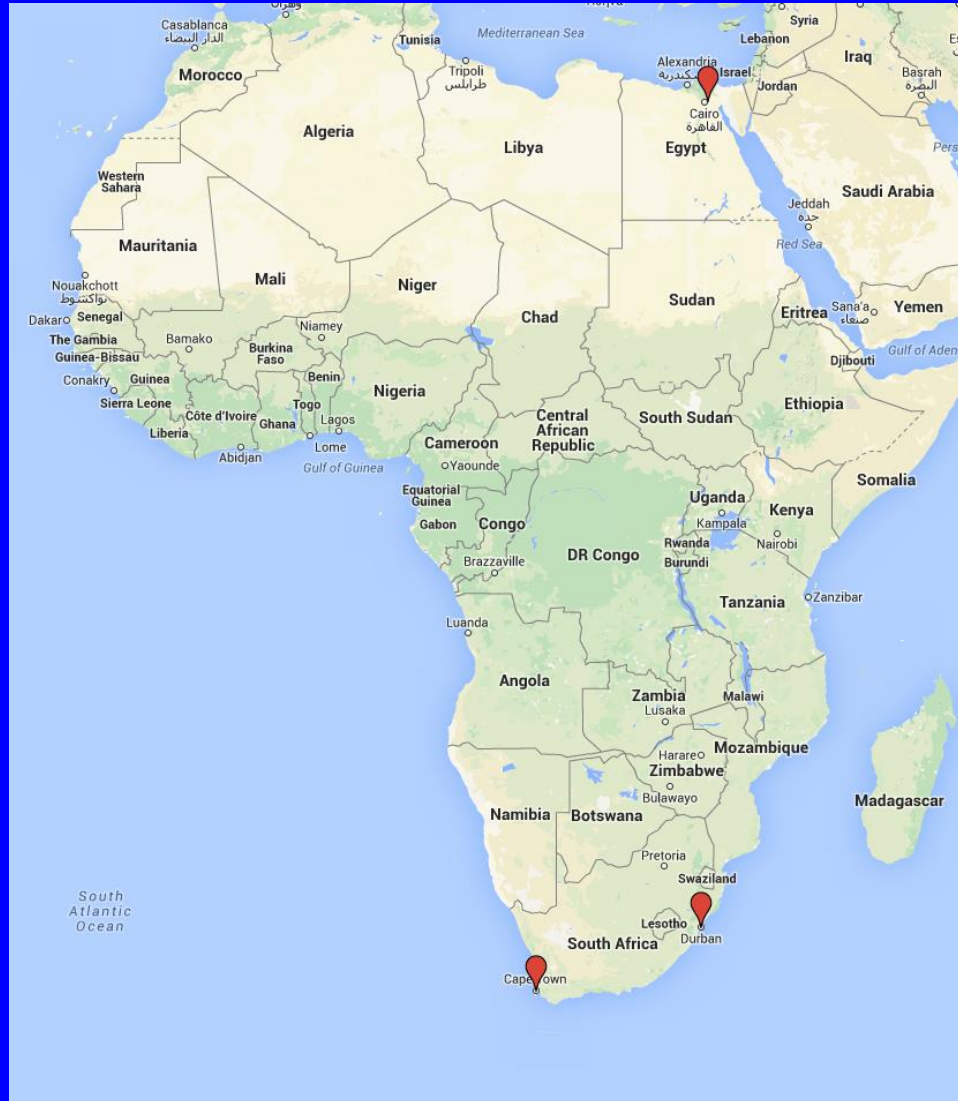 Casablanca
الدار البيضاء
Tunisia
Mediterranean Sea
Syria
Lebanon
Iraq
Morocco
Tripoli
طرابلس
Alexandria
Israel
Jordan
Basrah
البصرة
Algeria
Libya
Cairo
القاهرة
Egypt
Western
Sahara
Saudi Arabia
Jeddah
جدة
Red Sea
Mauritania
Mali
Niger
Chad
Sudan
Eritrea
Sana'a
صنعاء
Yemen
Nouakchott
نواكشوط
Dakar
Senegal
The Gambia
Guinea-Bissau
Bamako
Niamey
Burkina
Faso
Djibouti
Gulf of Aden
Conakry
Guinea
Benin
Nigeria
Ethiopia
Sierra Leone
Côte d'Ivoire
Ghana
Togo
Lagos
Central
African
Republic
South Sudan
Liberia
Abidjan
Lome
Gulf of Guinea
Cameroon
Yaounde
Somalia
Equatorial
Guinea
Uganda
Kenya
Gabon
Congo
Kampala
Nairobi
Rwanda
DR Congo
Burundi
Brazzaville
Tanzania
Zanzibar
Luanda
Angola
Zambia
Lusaka
Malawi
Harare
Mozambique
Zimbabwe
Bulawayo
Namibia
Botswana
Madagascar
Pretoria
Swaziland
South
Atlantic
Ocean
Lesotho
Durban
South Africa